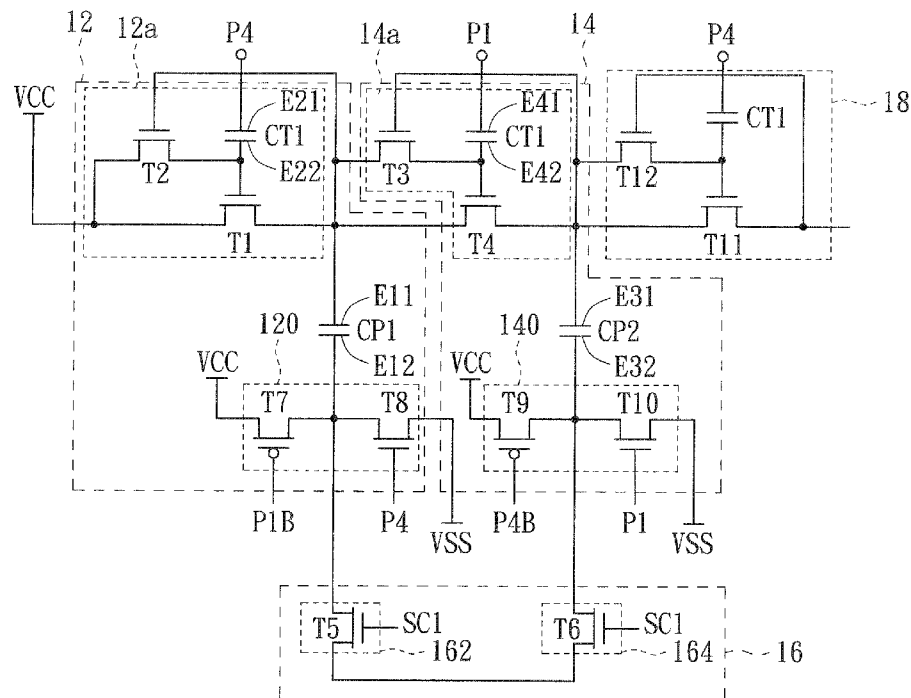 12 12a P4 14a P1 14 P4
VCC E21 E41 18
CT1 CT1 CT1
E22 E42
T2 T3 T12
T1 T4 T11
E11 E31
120 CP1 140 CP2
E12 E32
VCC VCC
T7 T8 T9 T10
P1B P4 P4B P1
VSS VSS
T5 SC1 T6 SC1
162 164 16